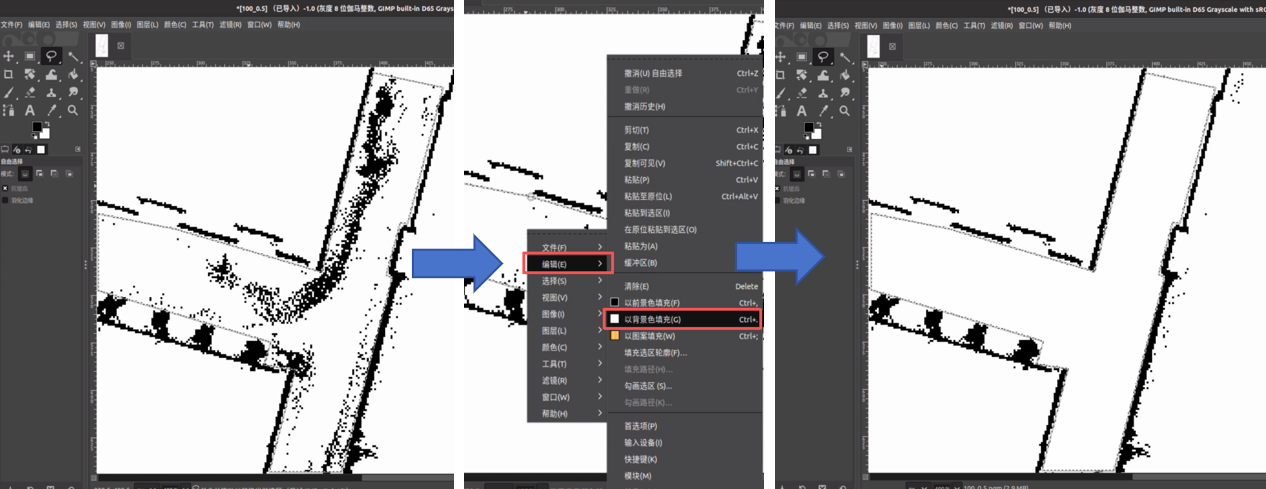 *[100_0.5] （已导入）-1.0 (灰度 8 位伽马整数, GIMP built-in D65 Grays
文件(F) 编辑(E) 选择(S) 视图(V) 图像(I) 图层(L) 颜色(C) 工具(T) 滤镜(R) 窗口(W) 帮助(H)
自由选择
模式:
羽化边缘
文件(F)
编辑(E)
选择(S)
视图(V)
图像(I)
图层(L)
颜色(C)
工具(T)
滤镜(R)
窗口(W)
帮助(H)
撤消(U) 自由选择 Ctrl+Z
重做(R) Ctrl+Y
撤消历史(H)
剪切(T) Ctrl+X
复制(C) Ctrl+C
复制可见(V) Shift+Ctrl+C
粘贴(P) Ctrl+V
粘贴至原位(L) Ctrl+Alt+V
粘贴到选区(I)
在原位粘贴到选区(O)
粘贴为(A)
缓冲区(B)
清除(E) Delete
以前景色填充(F) Ctrl+,
以背景色填充(G) Ctrl+.
以图案填充(W) Ctrl+;
填充选区轮廓(F)...
填充路径(H)...
勾画选区 (S)...
勾画路径(K)...
首选项(P)
输入设备(I)
快捷键(K)
模块(M)
*[100_0.5] （已导入）-1.0 (灰度 8 位伽马整数, GIMP built-in D65 Grayscale with sR
文件(F) 编辑(E) 选择(S) 视图(V) 图像(I) 图层(L) 颜色(C) 工具(T) 滤镜(R) 窗口(W) 帮助(H)
自由选择
模式:
羽化边缘